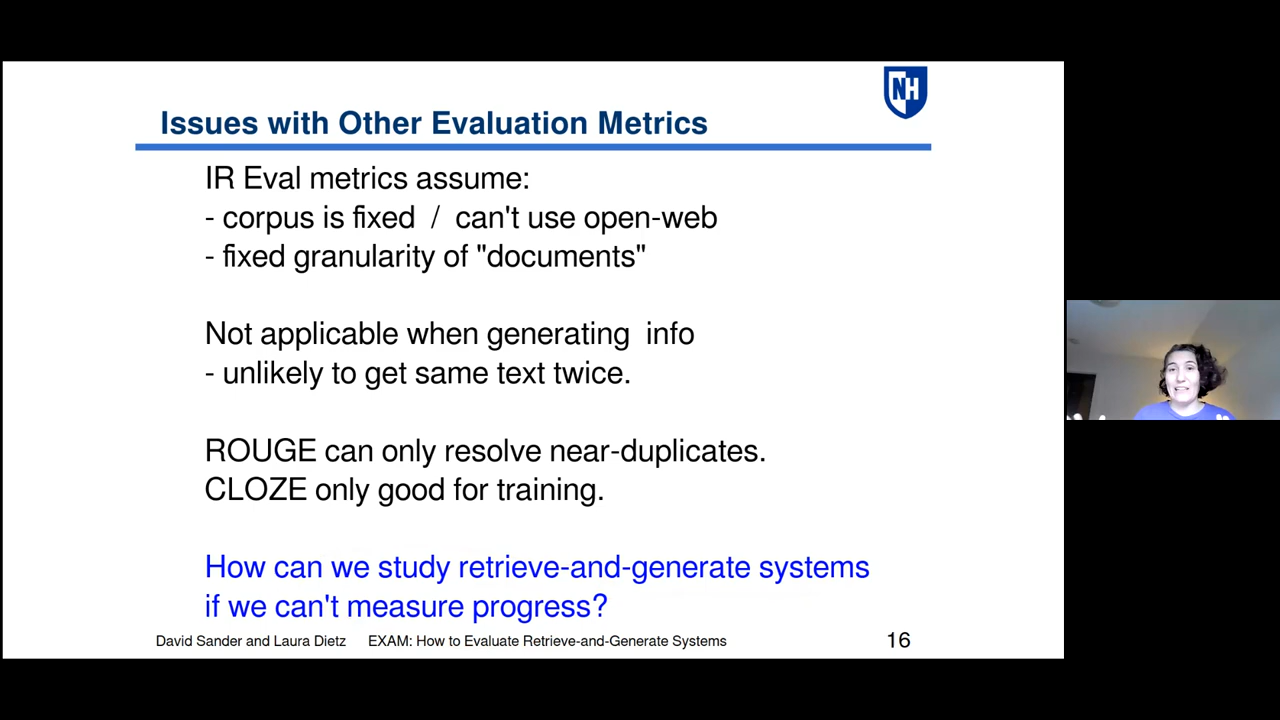 NH
Issues with Other Evaluation Metrics
IR Eval metrics assume:
- corpus is fixed / can't use open-web
- fixed granularity of "documents"
Not applicable when generating info
- unlikely to get same text twice.
ROUGE can only resolve near-duplicates.
CLOZE only good for training.
How can we study retrieve-and-generate systems
if we can't measure progress?
David Sander and Laura Dietz EXAM: How to Evaluate Retrieve-and-Generate Systems 16